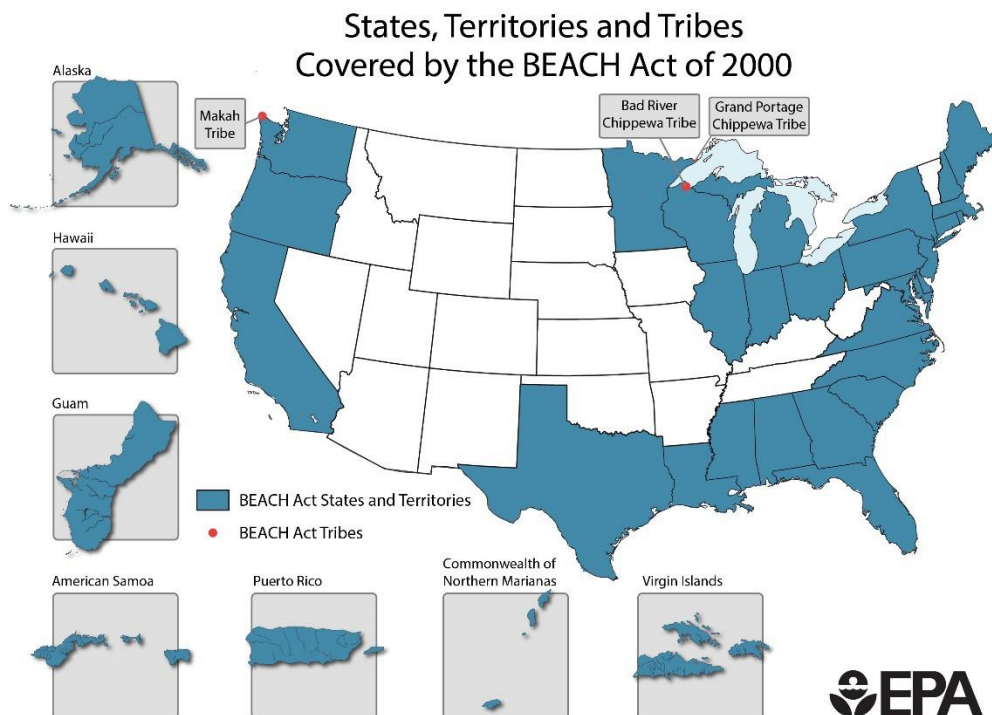 States, Territories and Tribes
Covered by the BEACH Act of 2000
Alaska
Makah
Tribe
Bad River
Chippewa Tribe
Grand Portage
Chippewa Tribe
Hawaii
Guam
BEACH Act States and Territories
BEACH Act Tribes
American Samoa
Puerto Rico
Commonwealth of
Northern Marianas
Virgin Islands
EPA